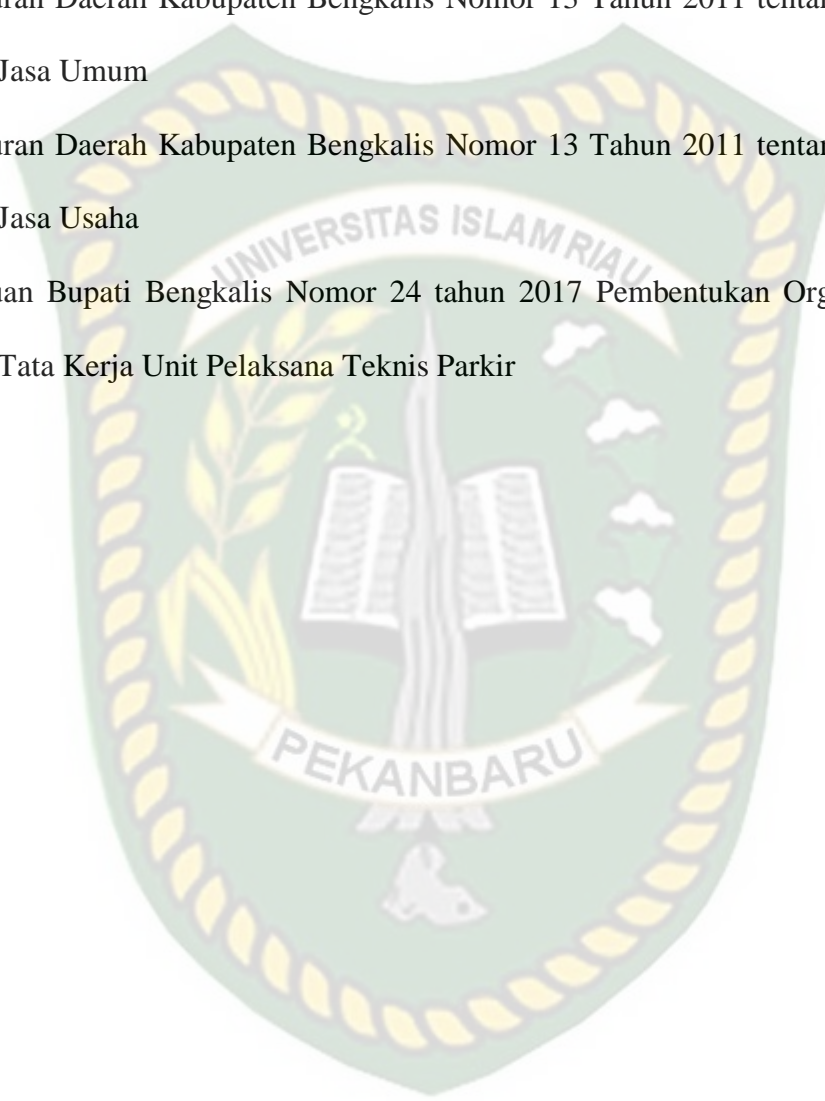 uran Daerah Kabupaten Bengkalis Nomor Tahun 2011 tentan
Jasa Umum
uran Daerah Kabupaten Bengkalis Nomor 13 Tahun 2011 tentan
Jasa Usaha
UNIVERSITAS ISLAM RIAU
uan Bupati Bengkalis Nomor 24 tahun 2017 Pembentukan Org
Tata Kerja Unit Pelaksana Teknis Parkir
PEKANBARU